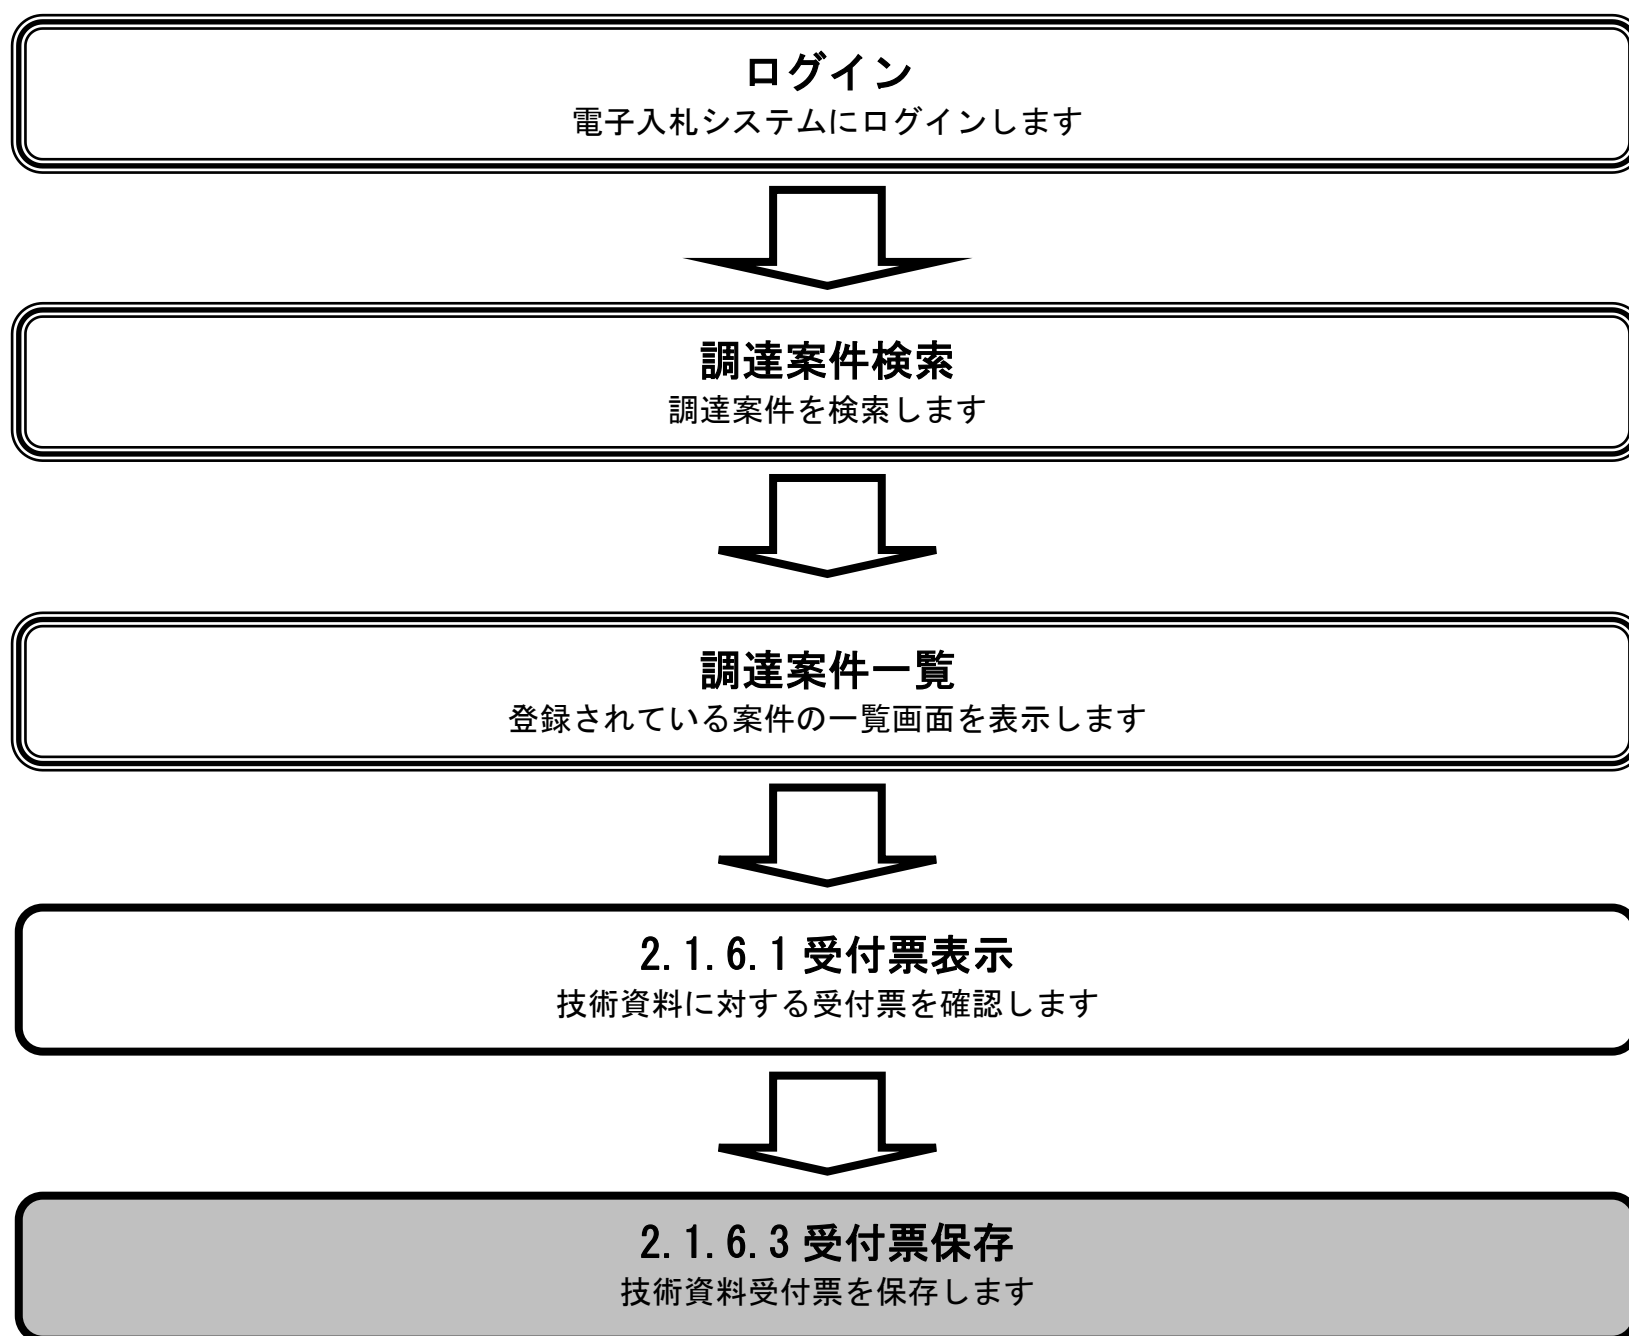 ログイン
電子入札システムにログインします
調達案件検索
調達案件を検索します
調達案件一覧
登録されている案件の一覧画面を表示します
2.1.6.1 受付票表示
技術資料に対する受付票を確認します
2.1.6.3 受付票保存
技術資料受付票を保存します